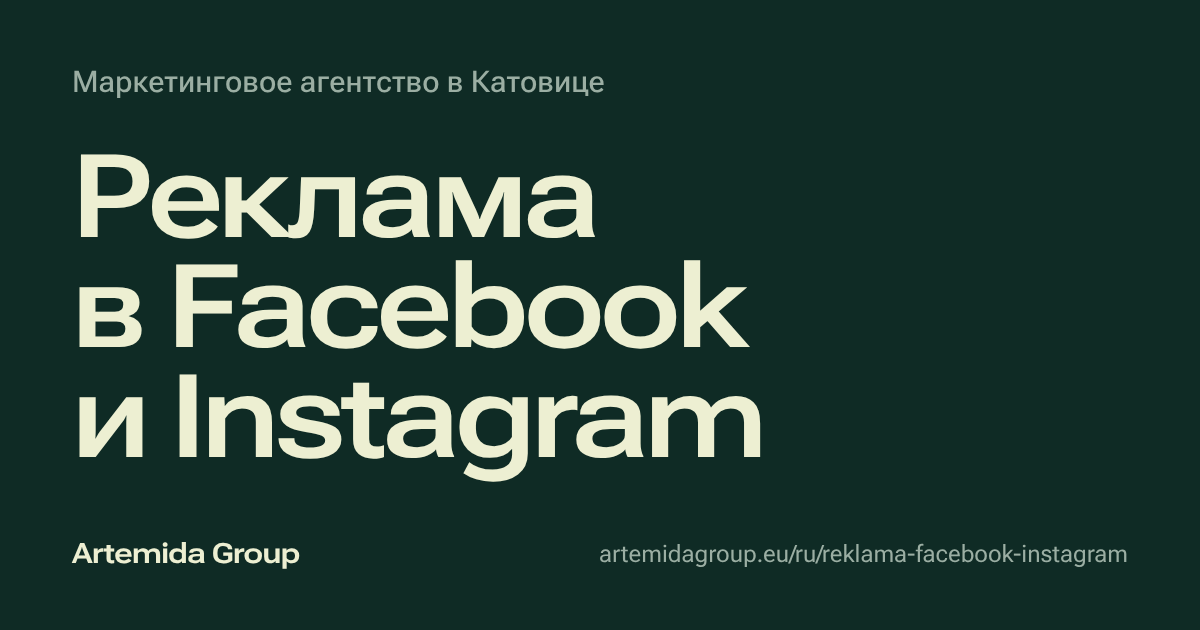 Маркетинговое агентство в Катовице
Реклама
в Facebook
и Instagram
Artemida Group
artemidagroup.eu/ru/reklama-facebook-instagram